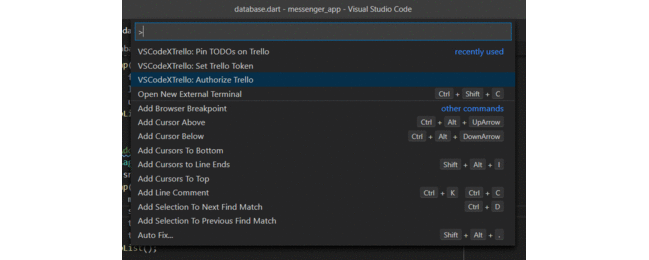 database.dart - messenger_app - Visual Studio Code
>
VSCodeXTrello: Pin TODOs on Trello recently used
VSCodeXTrello: Set Trello Token
VSCodeXTrello: Authorize Trello
Open New External Terminal Ctrl + Shift + C
Add Browser Breakpoint other commands
Add Cursor Above Ctrl + Alt + UpArrow
Add Cursor Below Ctrl + Alt + DownArrow
Add Cursors To Bottom
Add Cursors to Line Ends Shift + Alt + I
Add Cursors To Top
Add Line Comment Ctrl + K Ctrl + C
Add Selection To Next Find Match Ctrl + D
Add Selection To Previous Find Match
Auto Fix... Shift + Alt + .
List();